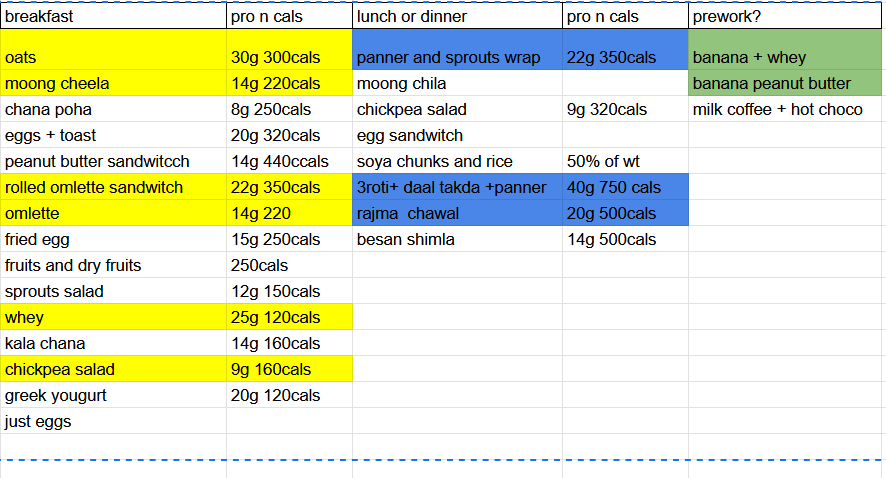 breakfast pro n cals lunch or dinner pro n cals prework?
oats 30g 300cals panner and sprouts wrap 22g 350cals banana + whey
moong cheela 14g 220cals moong chila banana peanut butter
chana poha 8g 250cals chickpea salad 9g 320cals milk coffee + hot choco
eggs + toast 20g 320cals egg sandwitch
peanut butter sandwitcch 14g 440ccals soya chunks and rice 50% of wt
rolled omlette sandwitch 22g 350cals 3roti+ daal takda +panner 40g 750 cals
omlette 14g 220 rajma  chawal 20g 500cals
fried egg 15g 250cals besan shimla 14g 500cals
fruits and dry fruits 250cals
sprouts salad 12g 150cals
whey 25g 120cals
kala chana 14g 160cals
chickpea salad 9g 160cals
greek yougurt 20g 120cals
just eggs